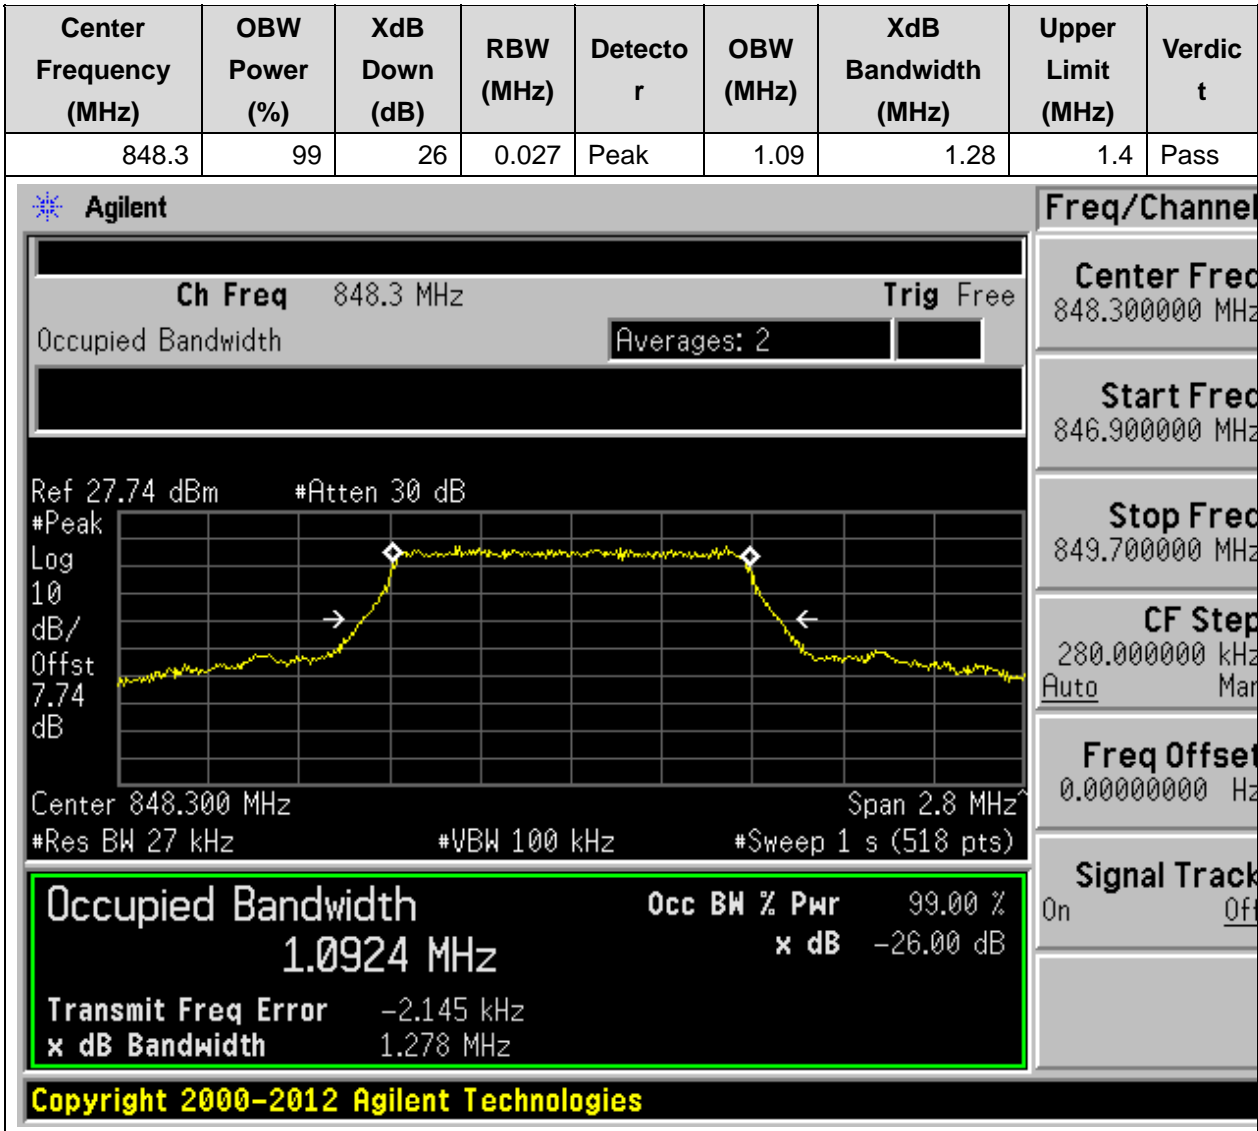 Center Frequency (MHz) OBW Power (%) XdB Down (dB) RBW (MHz) Detecto r OBW (MHz) XdB Bandwidth (MHz) Upper Limit (MHz) Verdic t
848.3 99 26 0.027 Peak 1.09 1.28 1.4 Pass
Agilent
Freq/Channel
Ch Freq 848.3 MHz Trig Free
Occupied Bandwidth Averages: 2
Center Freq
848.300000 MHz
Start Freq
846.900000 MHz
Stop Freq
849.700000 MHz
CF Step
280.000000 kHz
Auto Man
Freq Offset
0.00000000 Hz
Signal Track
On Off
Ref 27.74 dBm #Atten 30 dB
#Peak
Log
10
dB/
Offst
7.74
dB
Center 848.300 MHz Span 2.8 MHz^
#Res BW 27 kHz #VBW 100 kHz #Sweep 1 s (518 pts)
Occupied Bandwidth
1.0924 MHz
Occ BW % Pwr 99.00 %
x dB -26.00 dB
Transmit Freq Error -2.145 kHz
x dB Bandwidth 1.278 MHz
Copyright 2000-2012 Agilent Technologies